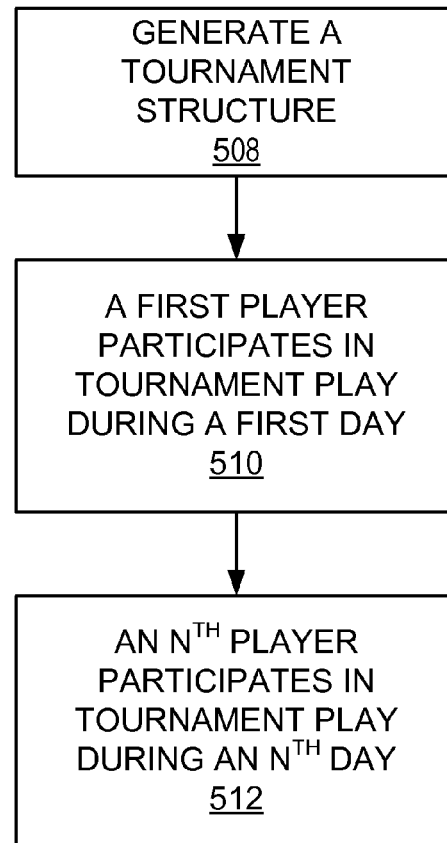 GENERATE A
TOURNAMENT
STRUCTURE
508
A FIRST PLAYER
PARTICIPATES IN
TOURNAMENT PLAY
DURING A FIRST DAY
510
AN NTH PLAYER
PARTICIPATES IN
TOURNAMENT PLAY
DURING AN NTH DAY
512